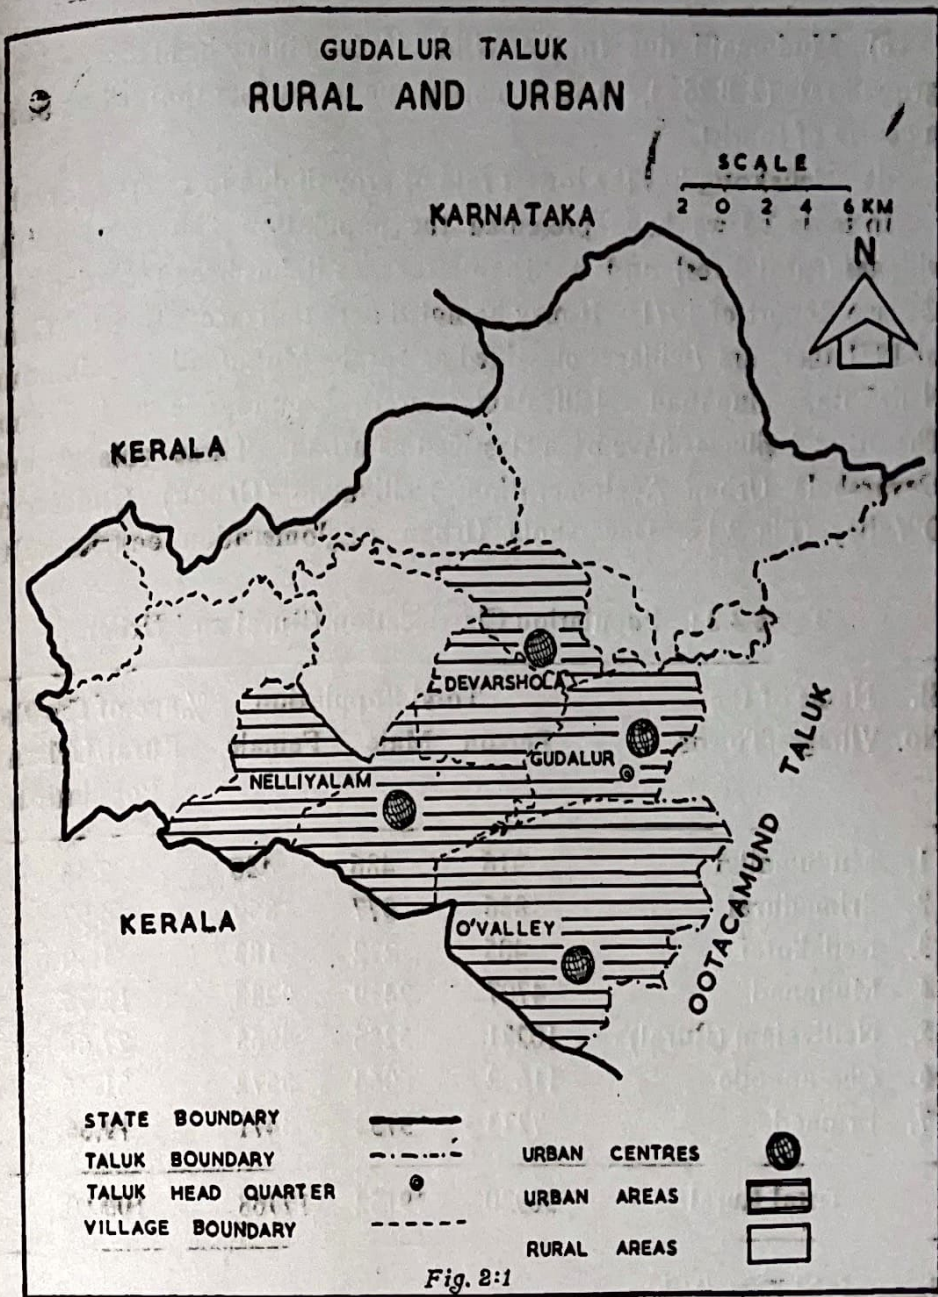 GUDALUR TALUK
RURAL AND URBAN
SCALE
2 0 2 4 6 KM
KARNATAKA
N
KERALA
DEVARSHOLA
GUDALUR
NELLIYALAM
OOTACAMUND TALUK
KERALA
O'VALLEY
STATE BOUNDARY
TALUK BOUNDARY
TALUK HEAD QUARTER
VILLAGE BOUNDARY
URBAN CENTRES
URBAN AREAS
RURAL AREAS
Fig. 2:1